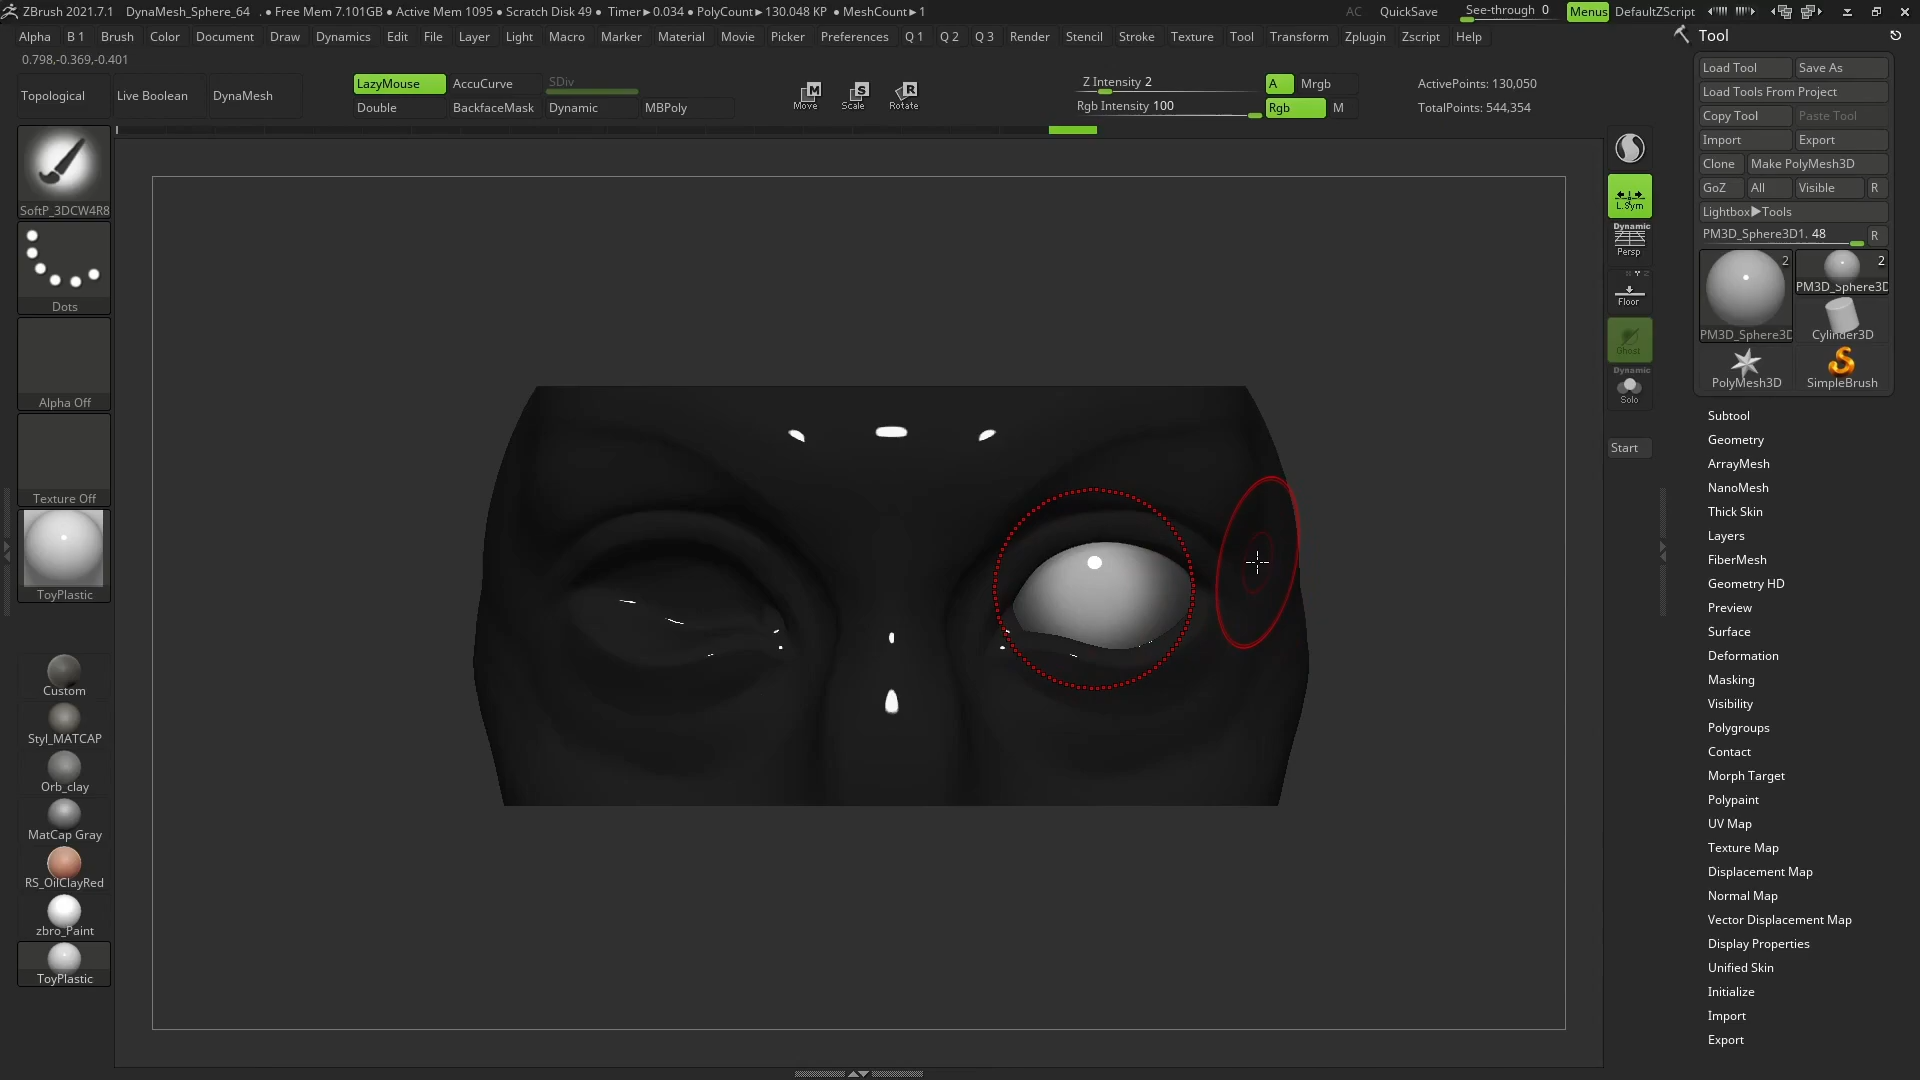 ZBrush 2021.7.1 DynaMesh_Sphere_64 . ● Free Mem 7.101GB ● Active Mem 1095 ● Scratch Disk 49 ● Timer▶0.034 ● PolyCount▶130.048 KP ● MeshCount▶1 AC QuickSave See-through 0 Menus DefaultZScript
Alpha B 1 Brush Color Document Draw Dynamics Edit File Layer Light Macro Marker Material Movie Picker Preferences Q 1 Q 2 Q 3 Render Stencil Stroke Texture Tool Transform Zplugin Zscript Help
0.798,-0.369,-0.401
Topological Live Boolean DynaMesh
LazyMouse AccuCurve SDiv
Double BackfaceMask Dynamic MBPoly
M S R
Move Scale Rotate
Z Intensity 2 A Mrgb
Rgb Intensity 100 Rgb M
ActivePoints: 130,050
TotalPoints: 544,354
SoftP_3DCW4R8
Dots
Alpha Off
Texture Off
ToyPlastic
Custom
Styl_MATCAP
Orb_clay
MatCap Gray
RS_OilClayRed
zbro_Paint
ToyPlastic
L.Sym
Dynamic
Persp
Floor
Ghost
Dynamic
Solo
Start
Tool
Load Tool Save As
Load Tools From Project
Copy Tool Paste Tool
Import Export
Clone Make PolyMesh3D
GoZ All Visible R
Lightbox▶Tools
PM3D_Sphere3D1. 48 R
2 2
PM3D_Sphere3D
PM3D_Sphere3D Cylinder3D
PolyMesh3D SimpleBrush
Subtool
Geometry
ArrayMesh
NanoMesh
Thick Skin
Layers
FiberMesh
Geometry HD
Preview
Surface
Deformation
Masking
Visibility
Polygroups
Contact
Morph Target
Polypaint
UV Map
Texture Map
Displacement Map
Normal Map
Vector Displacement Map
Display Properties
Unified Skin
Initialize
Import
Export